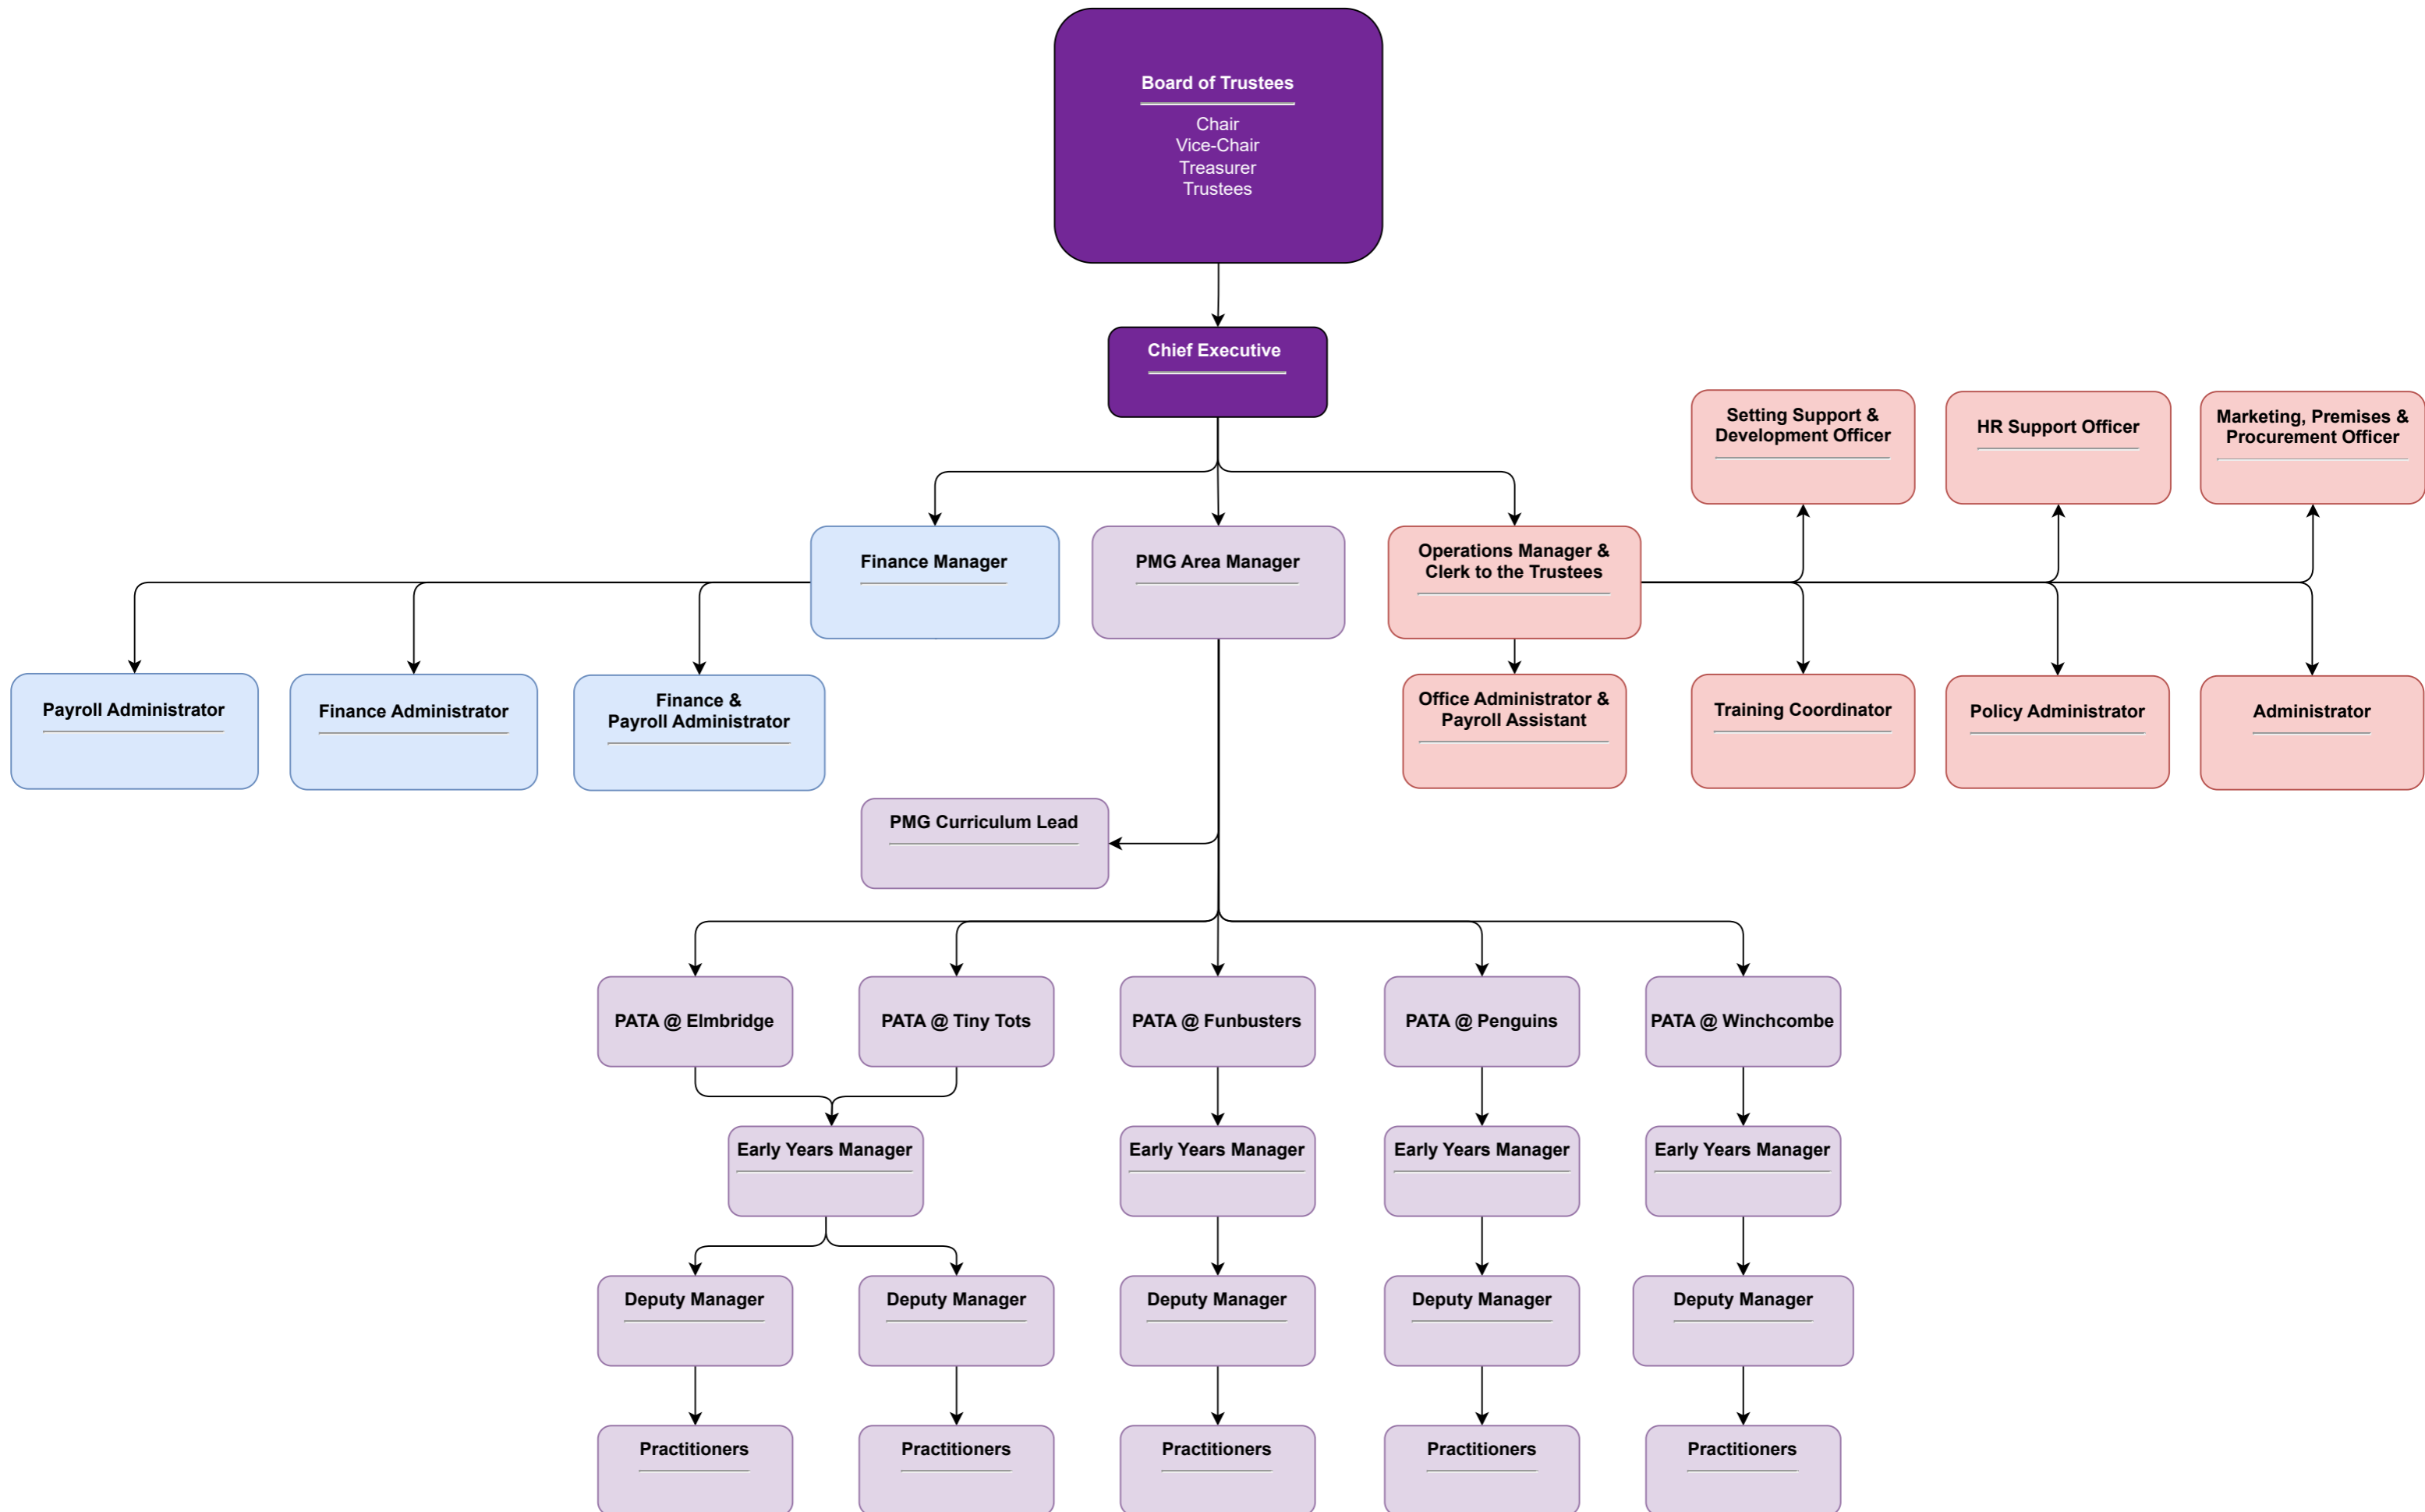 Board of Trustees
Chair
Vice-Chair
Treasurer
Trustees
Chief Executive
Setting Support &
Development Officer
HR Support Officer
Marketing, Premises &
Procurement Officer
Finance Manager
PMG Area Manager
Operations Manager &
Clerk to the Trustees
Payroll Administrator
Finance Administrator
Finance &
Payroll Administrator
Office Administrator &
Payroll Assistant
Training Coordinator
Policy Administrator
Administrator
PMG Curriculum Lead
PATA @ Elmbridge
PATA @ Tiny Tots
PATA @ Funbusters
PATA @ Penguins
PATA @ Winchcombe
Early Years Manager
Early Years Manager
Early Years Manager
Early Years Manager
Deputy Manager
Deputy Manager
Deputy Manager
Deputy Manager
Deputy Manager
Practitioners
Practitioners
Practitioners
Practitioners
Practitioners